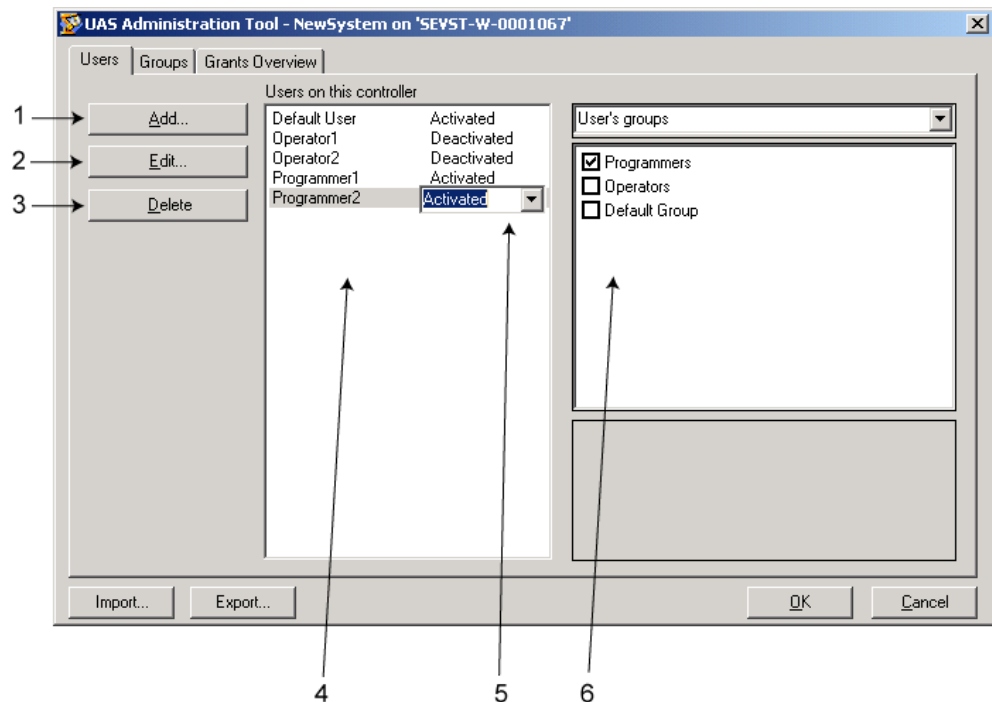 UAS Administration Tool - NewSystem on 'SEVST-W-0001067'
Users Groups Grants Overview
Users on this controller
1 Add...
2 Edit...
3 Delete
Default User Activated
Operator1 Deactivated
Operator2 Deactivated
Programmer1 Activated
Programmer2 Activated
User's groups
Programmers
Operators
Default Group
Import... Export... OK Cancel
4 5 6